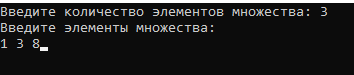 Введите количество элементов множества: 3
Введите элементы множества:
1 3 8